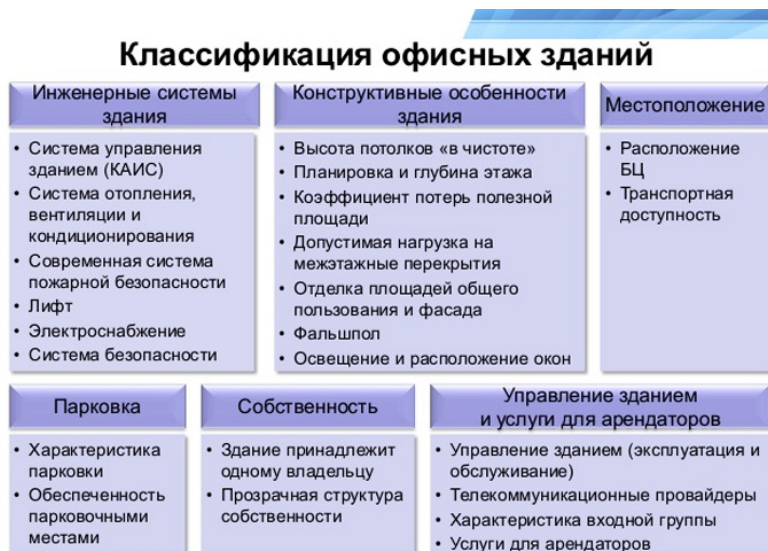 Классификация офисных зданий
Инженерные системы
здания
• Система управления
зданием (КАИС)
• Система отопления,
вентиляции и
кондиционирования
• Современная система
пожарной безопасности
• Лифт
• Электроснабжение
• Система безопасности
Конструктивные особенности
здания
• Высота потолков «в чистоте»
• Планировка и глубина этажа
• Коэффициент потерь полезной
площади
• Допустимая нагрузка на
межэтажные перекрытия
• Отделка площадей общего
пользования и фасада
• Фальшпол
• Освещение и расположение окон
Местоположение
• Расположение
БЦ
• Транспортная
доступность
Парковка
• Характеристика
парковки
• Обеспеченность
парковочными
местами
Собственность
• Здание принадлежит
одному владельцу
• Прозрачная структура
собственности
Управление зданием
и услуги для арендаторов
• Управление зданием (эксплуатация и
обслуживание)
• Телекоммуникационные провайдеры
• Характеристика входной группы
• Услуги для арендаторов